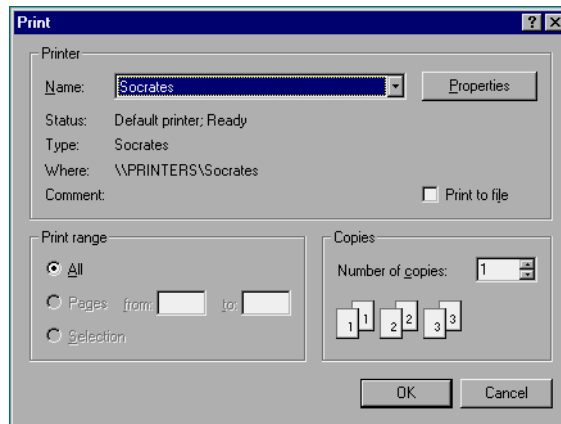 Print
Printer
Name: Socrates Properties
Status: Default printer; Ready
Type: Socrates
Where: \\PRINTERS\Socrates
Comment: Print to file
Print range
All
Pages from: to:
Selection
Copies
Number of copies: 1
1 1 2 2 3 3
OK Cancel